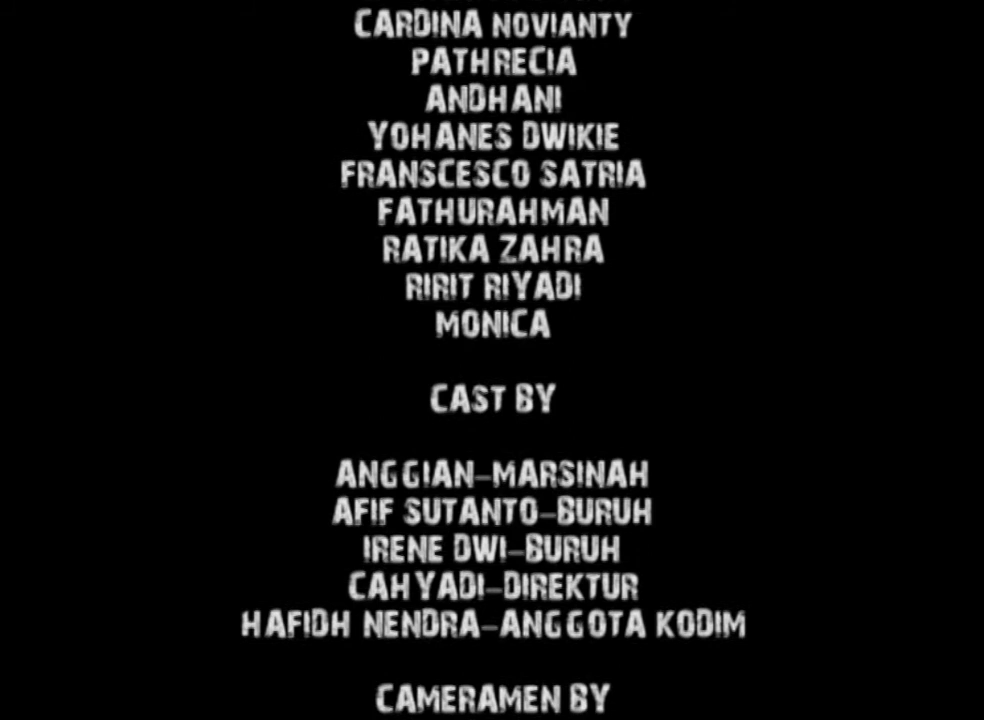 CARDINA NOVIANTY
PATHRECIA
ANDHANI
YOHANES DWIKIE
FRANSCESCO SATRIA
FATHURAHMAN
RATIKA ZAHRA
RIRIT RIYADI
MONICA
CAST BY
ANGGIAN-MARSINAH
AFIF SUTANTO-BURUH
IRENE DWI-BURUH
CAHYADI-DIREKTUR
HAFIDH NENDRA-ANGGOTA KODIM
CAMERAMEN BY